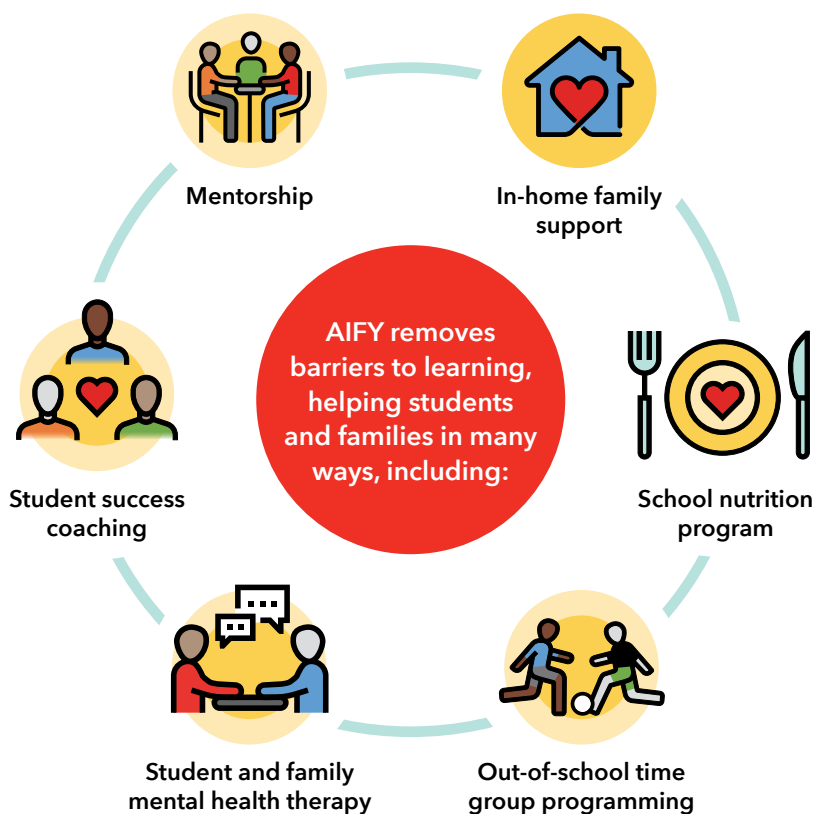 Mentorship
In-home family
support
AIFY removes
barriers to learning,
helping students
and families in many
ways, including:
Student success
coaching
School nutrition
program
Student and family
mental health therapy
Out-of-school time
group programming